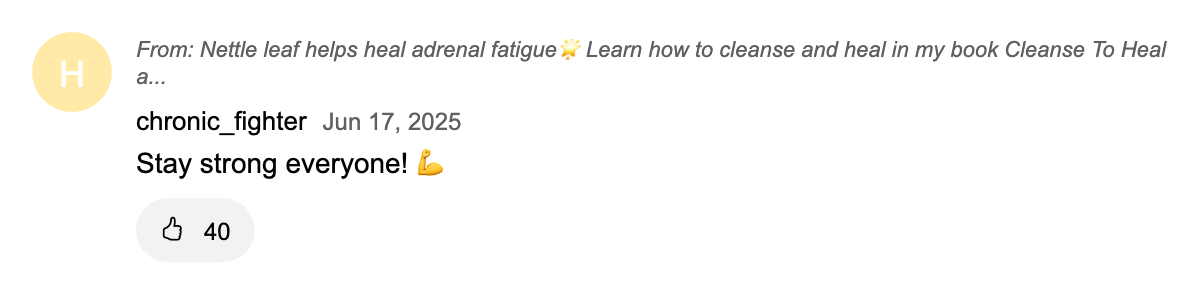 H
From: Nettle leaf helps heal adrenal fatigue🌟 Learn how to cleanse and heal in my book Cleanse To Heal
a...
chronic_fighter Jun 17, 2025
Stay strong everyone! 💪
40